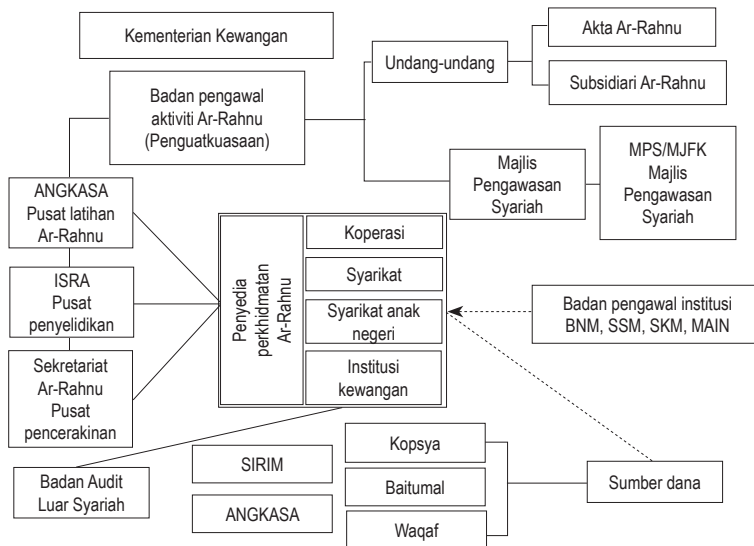 Kementerian Kewangan
Badan pengawal
aktiviti Ar-Rahnu
(Penguatkuasaan)
Undang-undang
Akta Ar-Rahnu
Subsidiari Ar-Rahnu
Majlis
Pengawasan
Syariah
MPS/MJFK
Majlis
Pengawasan
Syariah
ANGKASA
Pusat latihan
Ar-Rahnu
ISRA
Pusat
penyelidikan
Sekretariat
Ar-Rahnu
Pusat
pencerakinan
Penyedia
perkhidmatan
Ar-Rahnu
Koperasi
Syarikat
Syarikat anak
negeri
Institusi
kewangan
Badan pengawal institusi
BNM, SSM, SKM, MAIN
Badan Audit
Luar Syariah
SIRIM
ANGKASA
Kopsya
Baitumal
Waqaf
Sumber dana